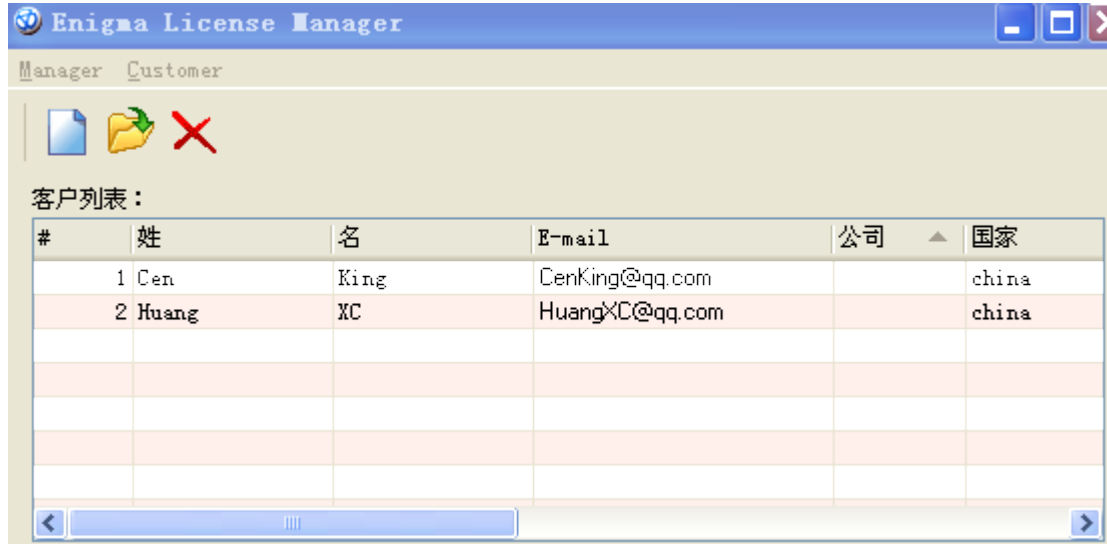 Enigma License Manager
Manager Customer
客户列表：
# 姓 名 E-mail 公司 国家
1 Cen King CenKing@qq.com china
2 Huang XC HuangXC@qq.com china